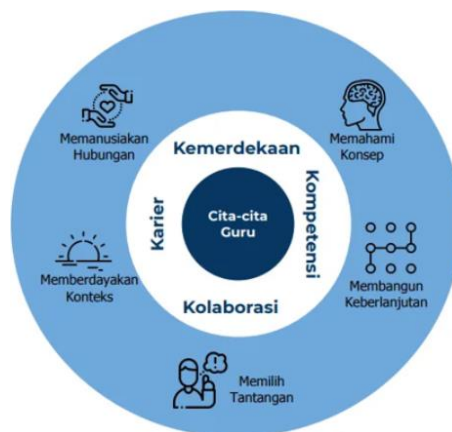 Memanusiakan
Hubungan
Memahami
Konsep
Kemerdekaan
Karier
Cita-cita
Guru
Kompetensi
Memberdayakan
Konteks
Membangun
Keberlanjutan
Kolaborasi
Memilih
Tantangan